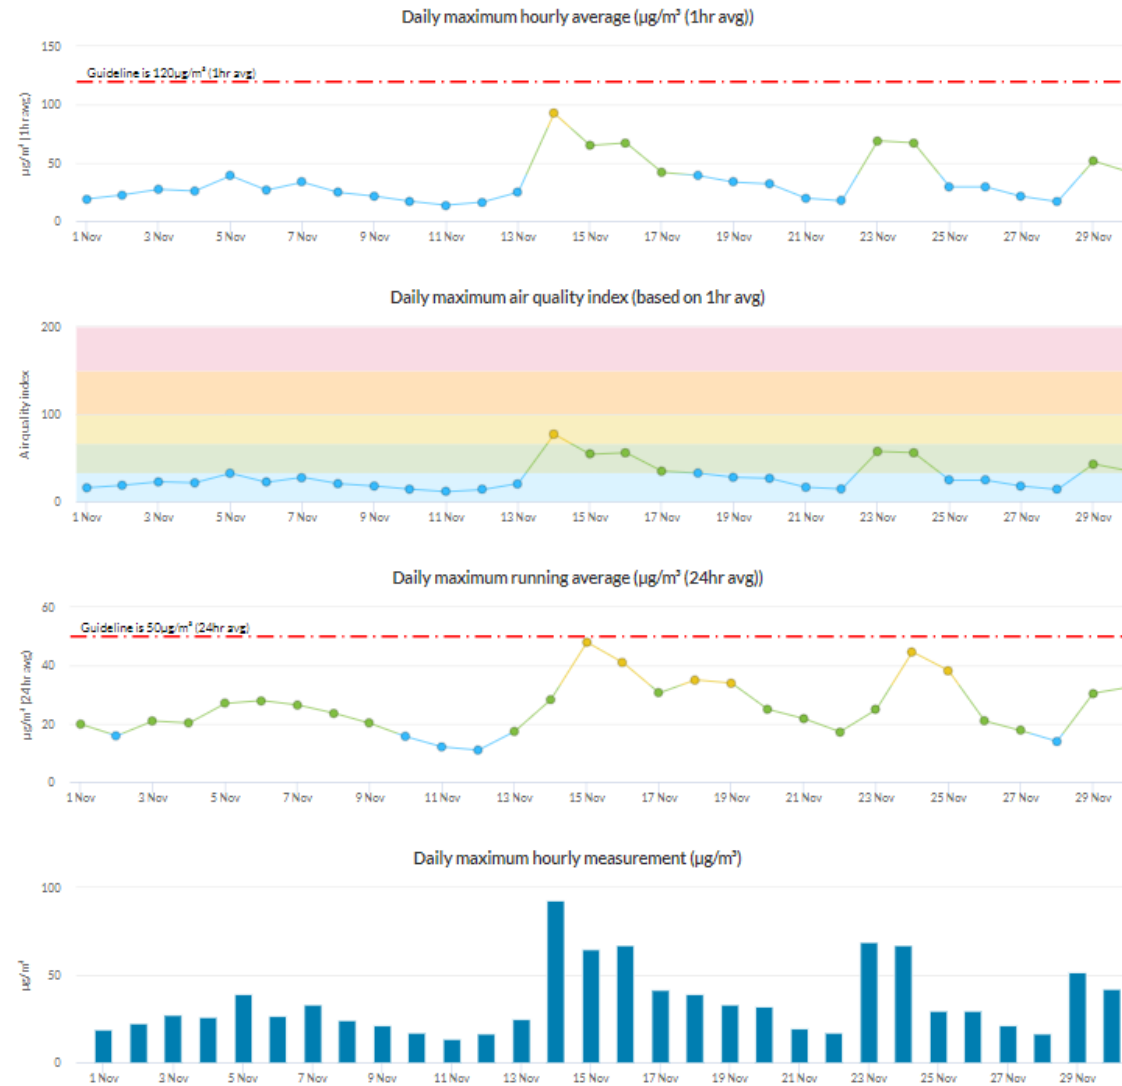 Daily maximum hourly average (µg/m³ (1hr avg))
150
Guideline is 120µg/m³ (1hr avg)
100
50
0
µg/m³ (1hr avg)
1 Nov 3 Nov 5 Nov 7 Nov 9 Nov 11 Nov 13 Nov 15 Nov 17 Nov 19 Nov 21 Nov 23 Nov 25 Nov 27 Nov 29 Nov
Daily maximum air quality index (based on 1hr avg)
200
100
0
Air quality index
1 Nov 3 Nov 5 Nov 7 Nov 9 Nov 11 Nov 13 Nov 15 Nov 17 Nov 19 Nov 21 Nov 23 Nov 25 Nov 27 Nov 29 Nov
Daily maximum running average (µg/m³ (24hr avg))
60
Guideline is 50µg/m³ (24hr avg)
40
20
0
µg/m³ (24hr avg)
1 Nov 3 Nov 5 Nov 7 Nov 9 Nov 11 Nov 13 Nov 15 Nov 17 Nov 19 Nov 21 Nov 23 Nov 25 Nov 27 Nov 29 Nov
Daily maximum hourly measurement (µg/m³)
100
50
0
µg/m³
1 Nov 3 Nov 5 Nov 7 Nov 9 Nov 11 Nov 13 Nov 15 Nov 17 Nov 19 Nov 21 Nov 23 Nov 25 Nov 27 Nov 29 Nov